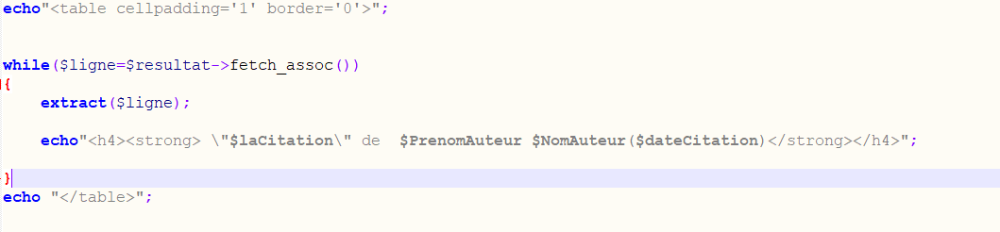 echo"<table cellpadding='1' border='0'>";
while($ligne=$resultat->fetch_assoc())
{
extract($ligne);
echo"<h4><strong> \"$laCitation\" de  $PrenomAuteur $NomAuteur($dateCitation)</strong></h4>";
}
echo "</table>";